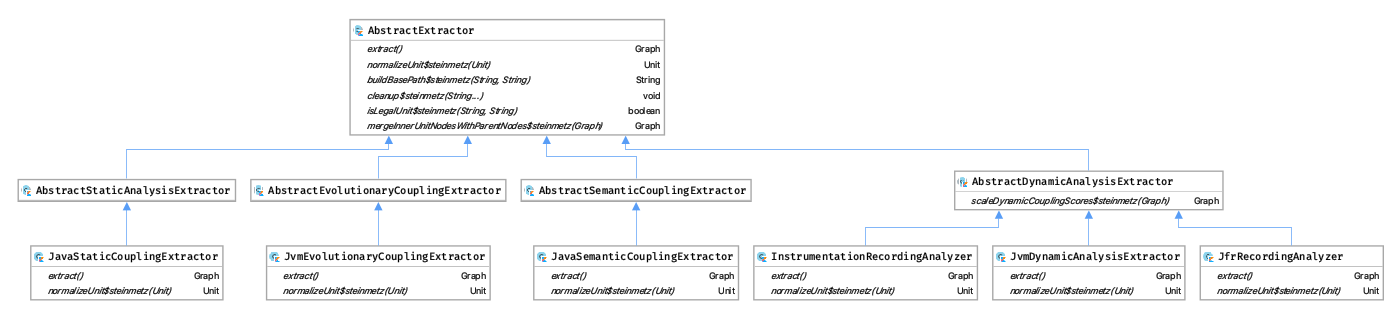 AbstractExtractor
extract() Graph
normalizeUnit$steinmetz(Unit) Unit
buildBasePath$steinmetz(String, String) String
cleanup$steinmetz(String...) void
isLegalUnit$steinmetz(String, String) boolean
mergeInnerUnitNodesWithParentNodes$steinmetz(Graph) Graph
AbstractStaticAnalysisExtractor
AbstractEvolutionaryCouplingExtractor
AbstractSemanticCouplingExtractor
AbstractDynamicAnalysisExtractor
scaleDynamicCouplingScores$steinmetz(Graph) Graph
JavaStaticCouplingExtractor
extract() Graph
normalizeUnit$steinmetz(Unit) Unit
JvmEvolutionaryCouplingExtractor
extract() Graph
normalizeUnit$steinmetz(Unit) Unit
JavaSemanticCouplingExtractor
extract() Graph
normalizeUnit$steinmetz(Unit) Unit
InstrumentationRecordingAnalyzer
extract() Graph
normalizeUnit$steinmetz(Unit) Unit
JvmDynamicAnalysisExtractor
extract() Graph
normalizeUnit$steinmetz(Unit) Unit
JfrRecordingAnalyzer
extract() Graph
normalizeUnit$steinmetz(Unit) Unit